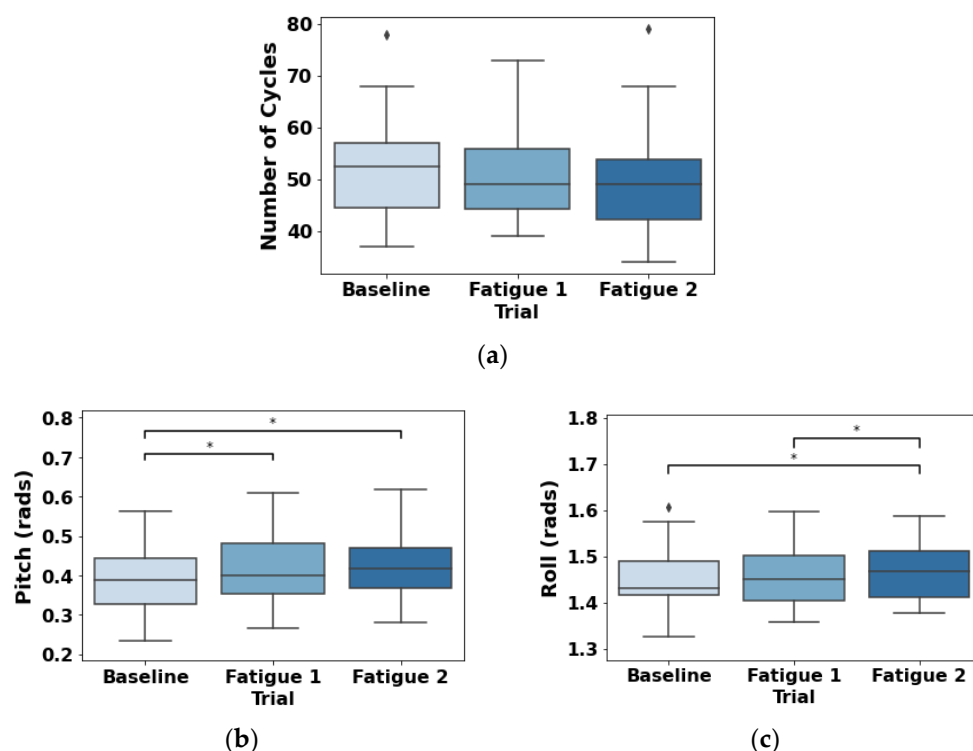 Number of Cycles
80
70
60
50
40
Baseline Fatigue 1 Fatigue 2
Trial
(a)
Pitch (rads)
0.8
0.7
0.6
0.5
0.4
0.3
0.2
*
*
Baseline Fatigue 1 Fatigue 2
Trial
(b)
Roll (rads)
1.8
1.7
1.6
1.5
1.4
1.3
*
*
Baseline Fatigue 1 Fatigue 2
Trial
(c)